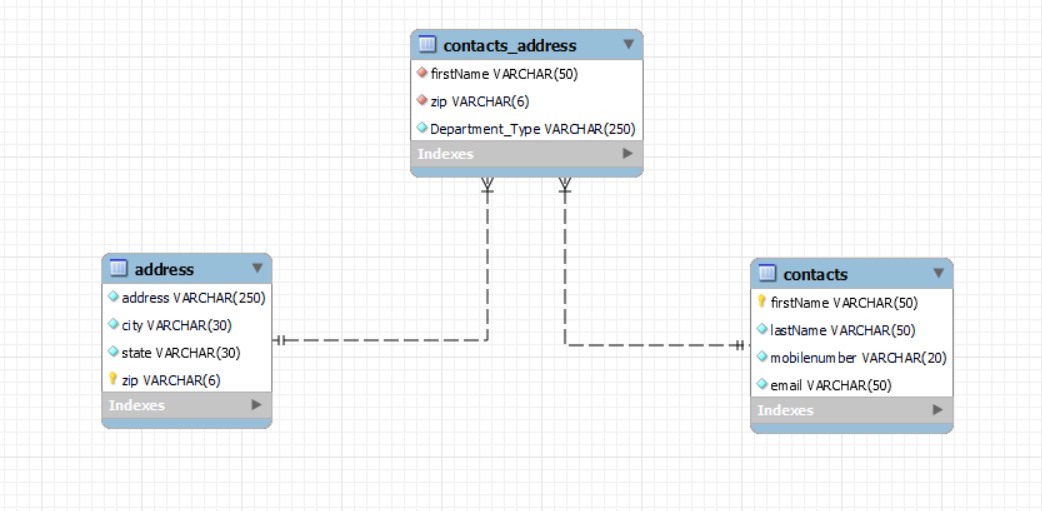 contacts_address
firstName VARCHAR(50)
zip VARCHAR(6)
Department_Type VARCHAR(250)
Indexes
address
address VARCHAR(250)
city VARCHAR(30)
state VARCHAR(30)
zip VARCHAR(6)
Indexes
contacts
firstName VARCHAR(50)
lastName VARCHAR(50)
mobilenumber VARCHAR(20)
email VARCHAR(50)
Indexes